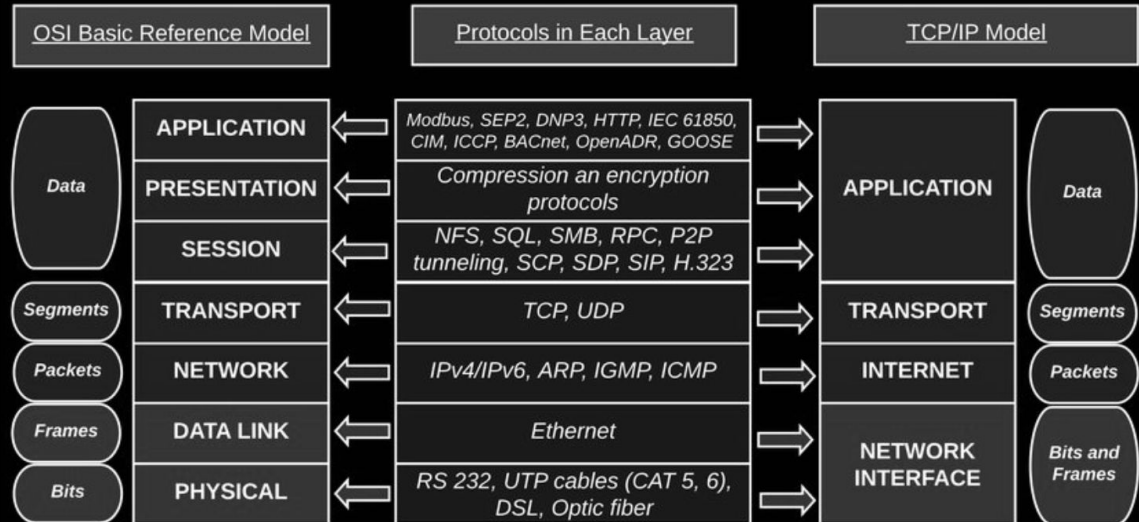 OSI Basic Reference Model
Protocols in Each Layer
TCP/IP Model
Data
APPLICATION
Modbus, SEP2, DNP3, HTTP, IEC 61850,
CIM, ICCP, BACnet, OpenADR, GOOSE
PRESENTATION
Compression an encryption
protocols
SESSION
NFS, SQL, SMB, RPC, P2P
tunneling, SCP, SDP, SIP, H.323
APPLICATION
Data
Segments
TRANSPORT
TCP, UDP
TRANSPORT
Segments
Packets
NETWORK
IPv4/IPv6, ARP, IGMP, ICMP
INTERNET
Packets
Frames
DATA LINK
Ethernet
Bits
PHYSICAL
RS 232, UTP cables (CAT 5, 6),
DSL, Optic fiber
NETWORK
INTERFACE
Bits and
Frames